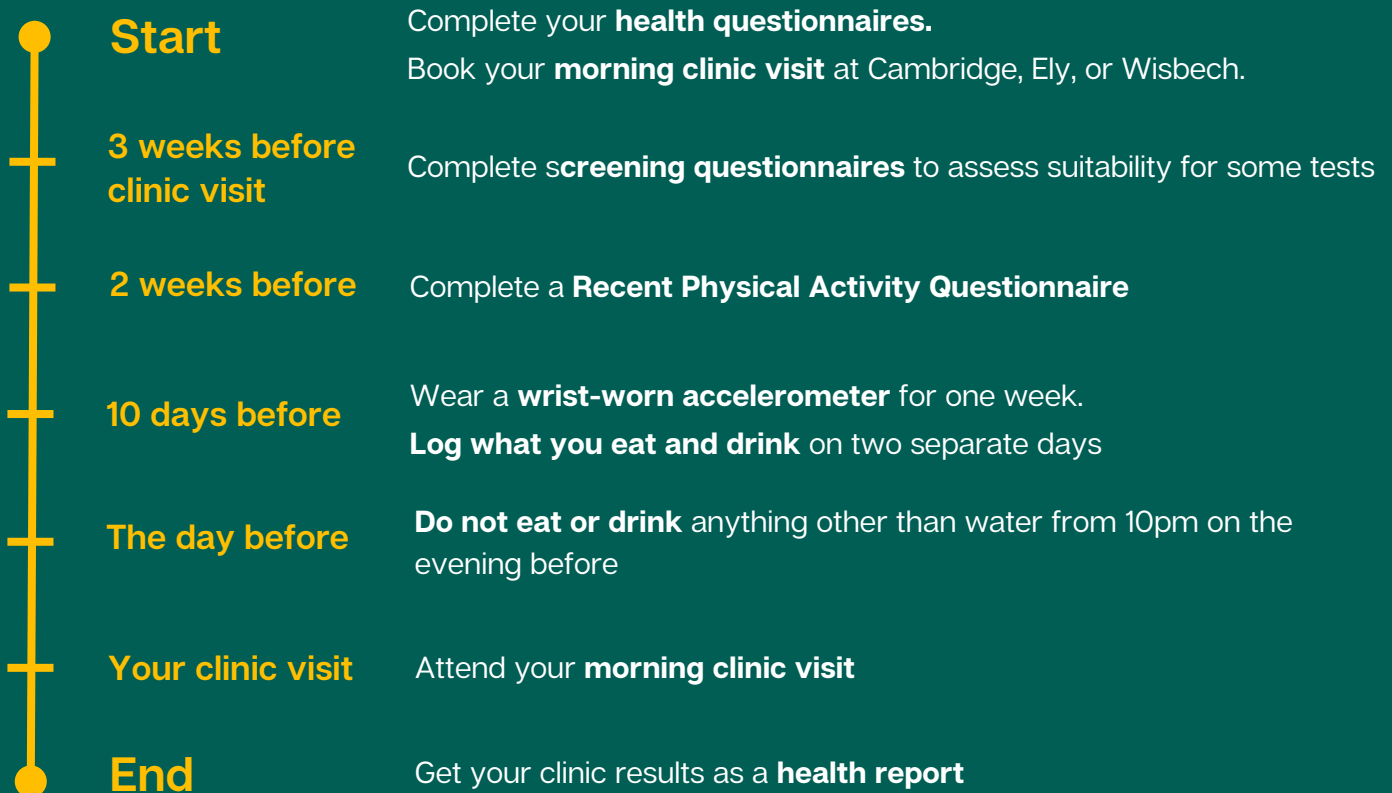 Start
Complete your health questionnaires.
Book your morning clinic visit at Cambridge, Ely, or Wisbech.
3 weeks before
clinic visit
Complete screening questionnaires to assess suitability for some tests
2 weeks before
Complete a Recent Physical Activity Questionnaire
10 days before
Wear a wrist-worn accelerometer for one week.
Log what you eat and drink on two separate days
The day before
Do not eat or drink anything other than water from 10pm on the
evening before
Your clinic visit
Attend your morning clinic visit
End
Get your clinic results as a health report